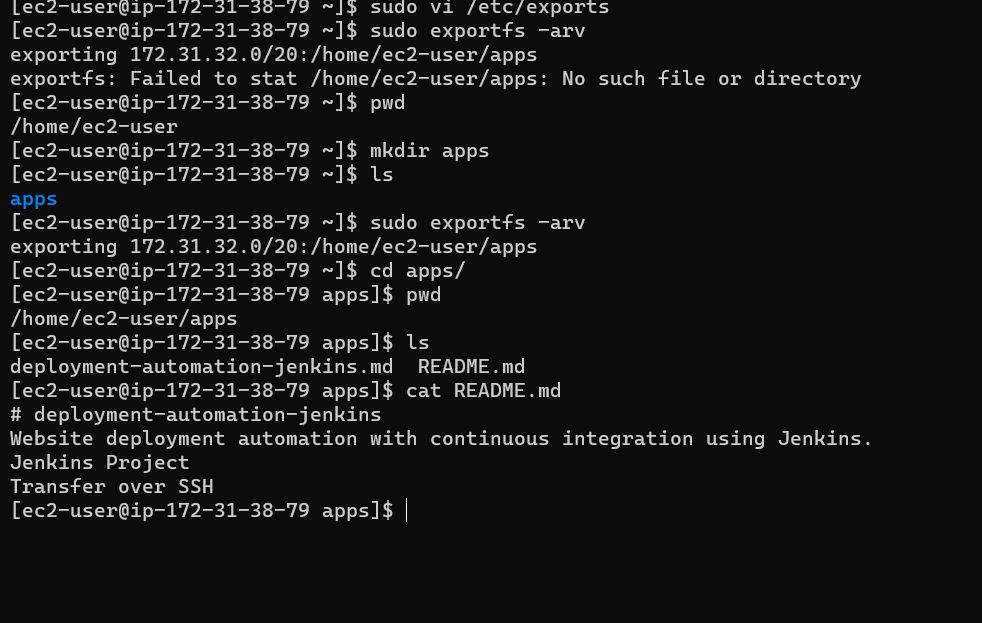 [ec2-user@ip-172-31-38-79 ~]$ sudo vi /etc/exports
[ec2-user@ip-172-31-38-79 ~]$ sudo exportfs -arv
exporting 172.31.32.0/20:/home/ec2-user/apps
exportfs: Failed to stat /home/ec2-user/apps: No such file or directory
[ec2-user@ip-172-31-38-79 ~]$ pwd
/home/ec2-user
[ec2-user@ip-172-31-38-79 ~]$ mkdir apps
[ec2-user@ip-172-31-38-79 ~]$ ls
apps
[ec2-user@ip-172-31-38-79 ~]$ sudo exportfs -arv
exporting 172.31.32.0/20:/home/ec2-user/apps
[ec2-user@ip-172-31-38-79 ~]$ cd apps/
[ec2-user@ip-172-31-38-79 apps]$ pwd
/home/ec2-user/apps
[ec2-user@ip-172-31-38-79 apps]$ ls
deployment-automation-jenkins.md  README.md
[ec2-user@ip-172-31-38-79 apps]$ cat README.md
# deployment-automation-jenkins
Website deployment automation with continuous integration using Jenkins.
Jenkins Project
Transfer over SSH
[ec2-user@ip-172-31-38-79 apps]$